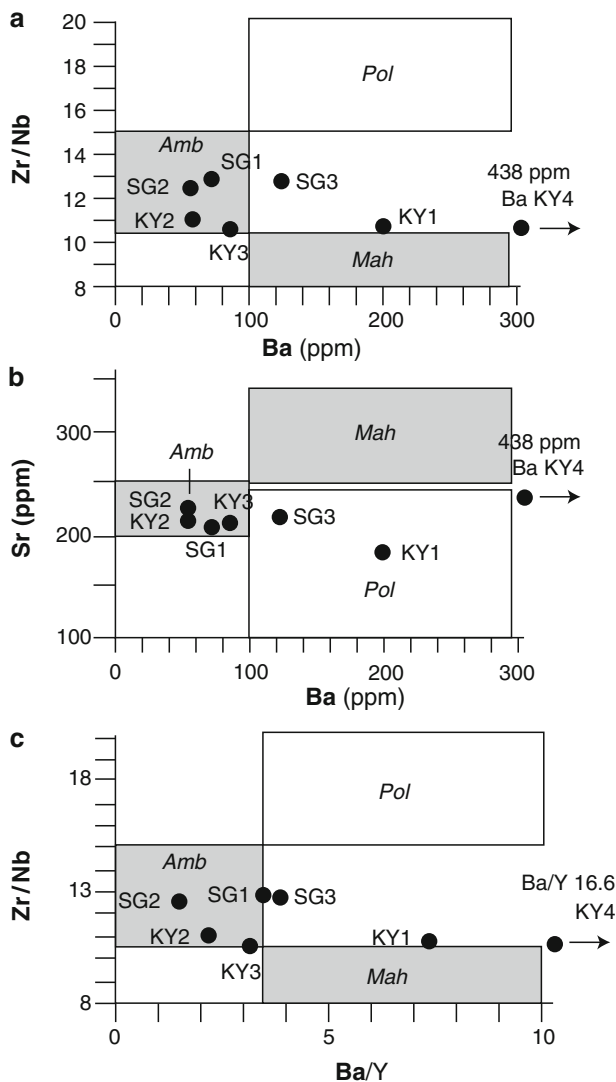 a
20
18
16
14
12
10
8
Zr/Nb
Pol
Amb
SG1
SG2
SG3
KY2
KY3
KY1
438 ppm
Ba KY4
Mah
0 100 200 300
Ba (ppm)
b
300
200
100
Sr (ppm)
Mah
Amb
438 ppm
Ba KY4
SG2 KY3
KY2
SG1
SG3
KY1
Pol
0 100 200 300
Ba (ppm)
c
18
13
8
Zr/Nb
Pol
Amb
SG1
SG3
SG2
Ba/Y 16.6
KY4
KY2
KY1
KY3
Mah
0 5 10
Ba/Y